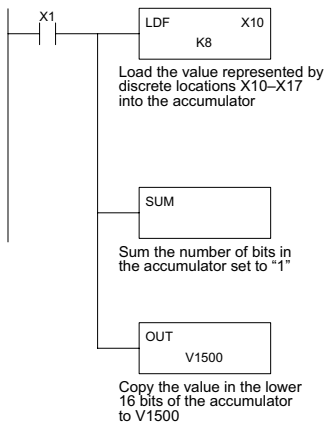 X1
LDF X10
K8
Load the value represented by
discrete locations X10–X17
into the accumulator
SUM
Sum the number of bits in
the accumulator set to “1”
OUT
V1500
Copy the value in the lower
16 bits of the accumulator
to V1500